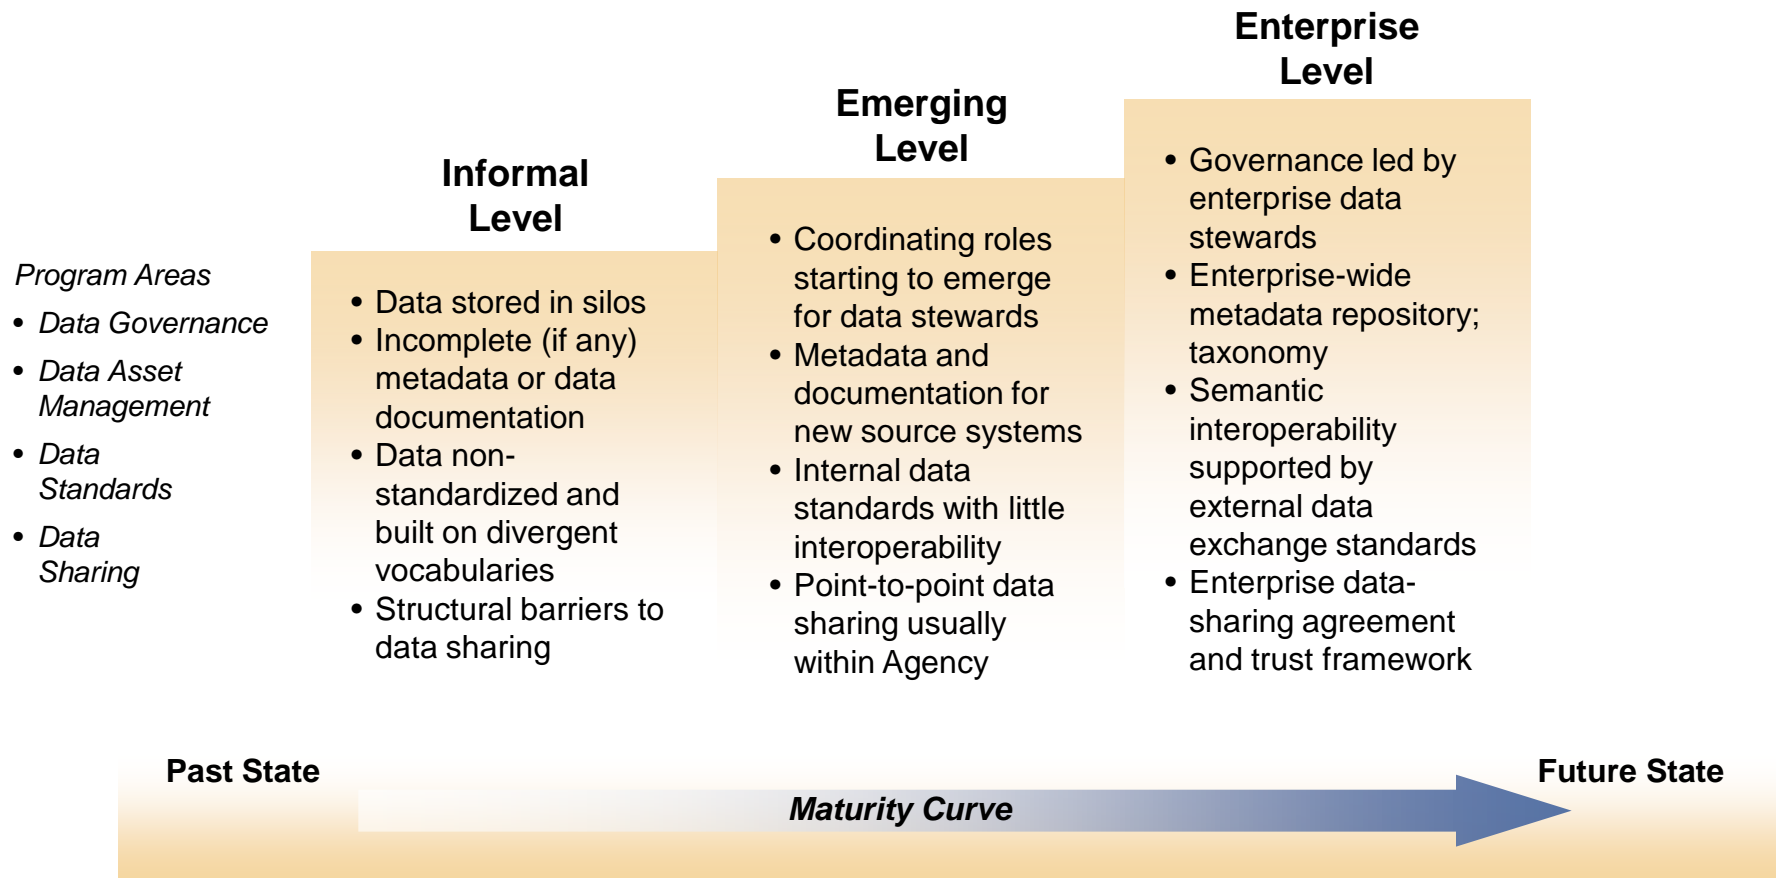 Program Areas
• Data Governance
• Data Asset
Management
• Data
Standards
• Data
Sharing
Informal
Level
• Data stored in silos
• Incomplete (if any)
metadata or data
documentation
• Data non-
standardized and
built on divergent
vocabularies
• Structural barriers to
data sharing
Emerging
Level
• Coordinating roles
starting to emerge
for data stewards
• Metadata and
documentation for
new source systems
• Internal data
standards with little
interoperability
• Point-to-point data
sharing usually
within Agency
Enterprise
Level
• Governance led by
enterprise data
stewards
• Enterprise-wide
metadata repository;
taxonomy
• Semantic
interoperability
supported by
external data
exchange standards
• Enterprise data-
sharing agreement
and trust framework
Past State
Maturity Curve
Future State